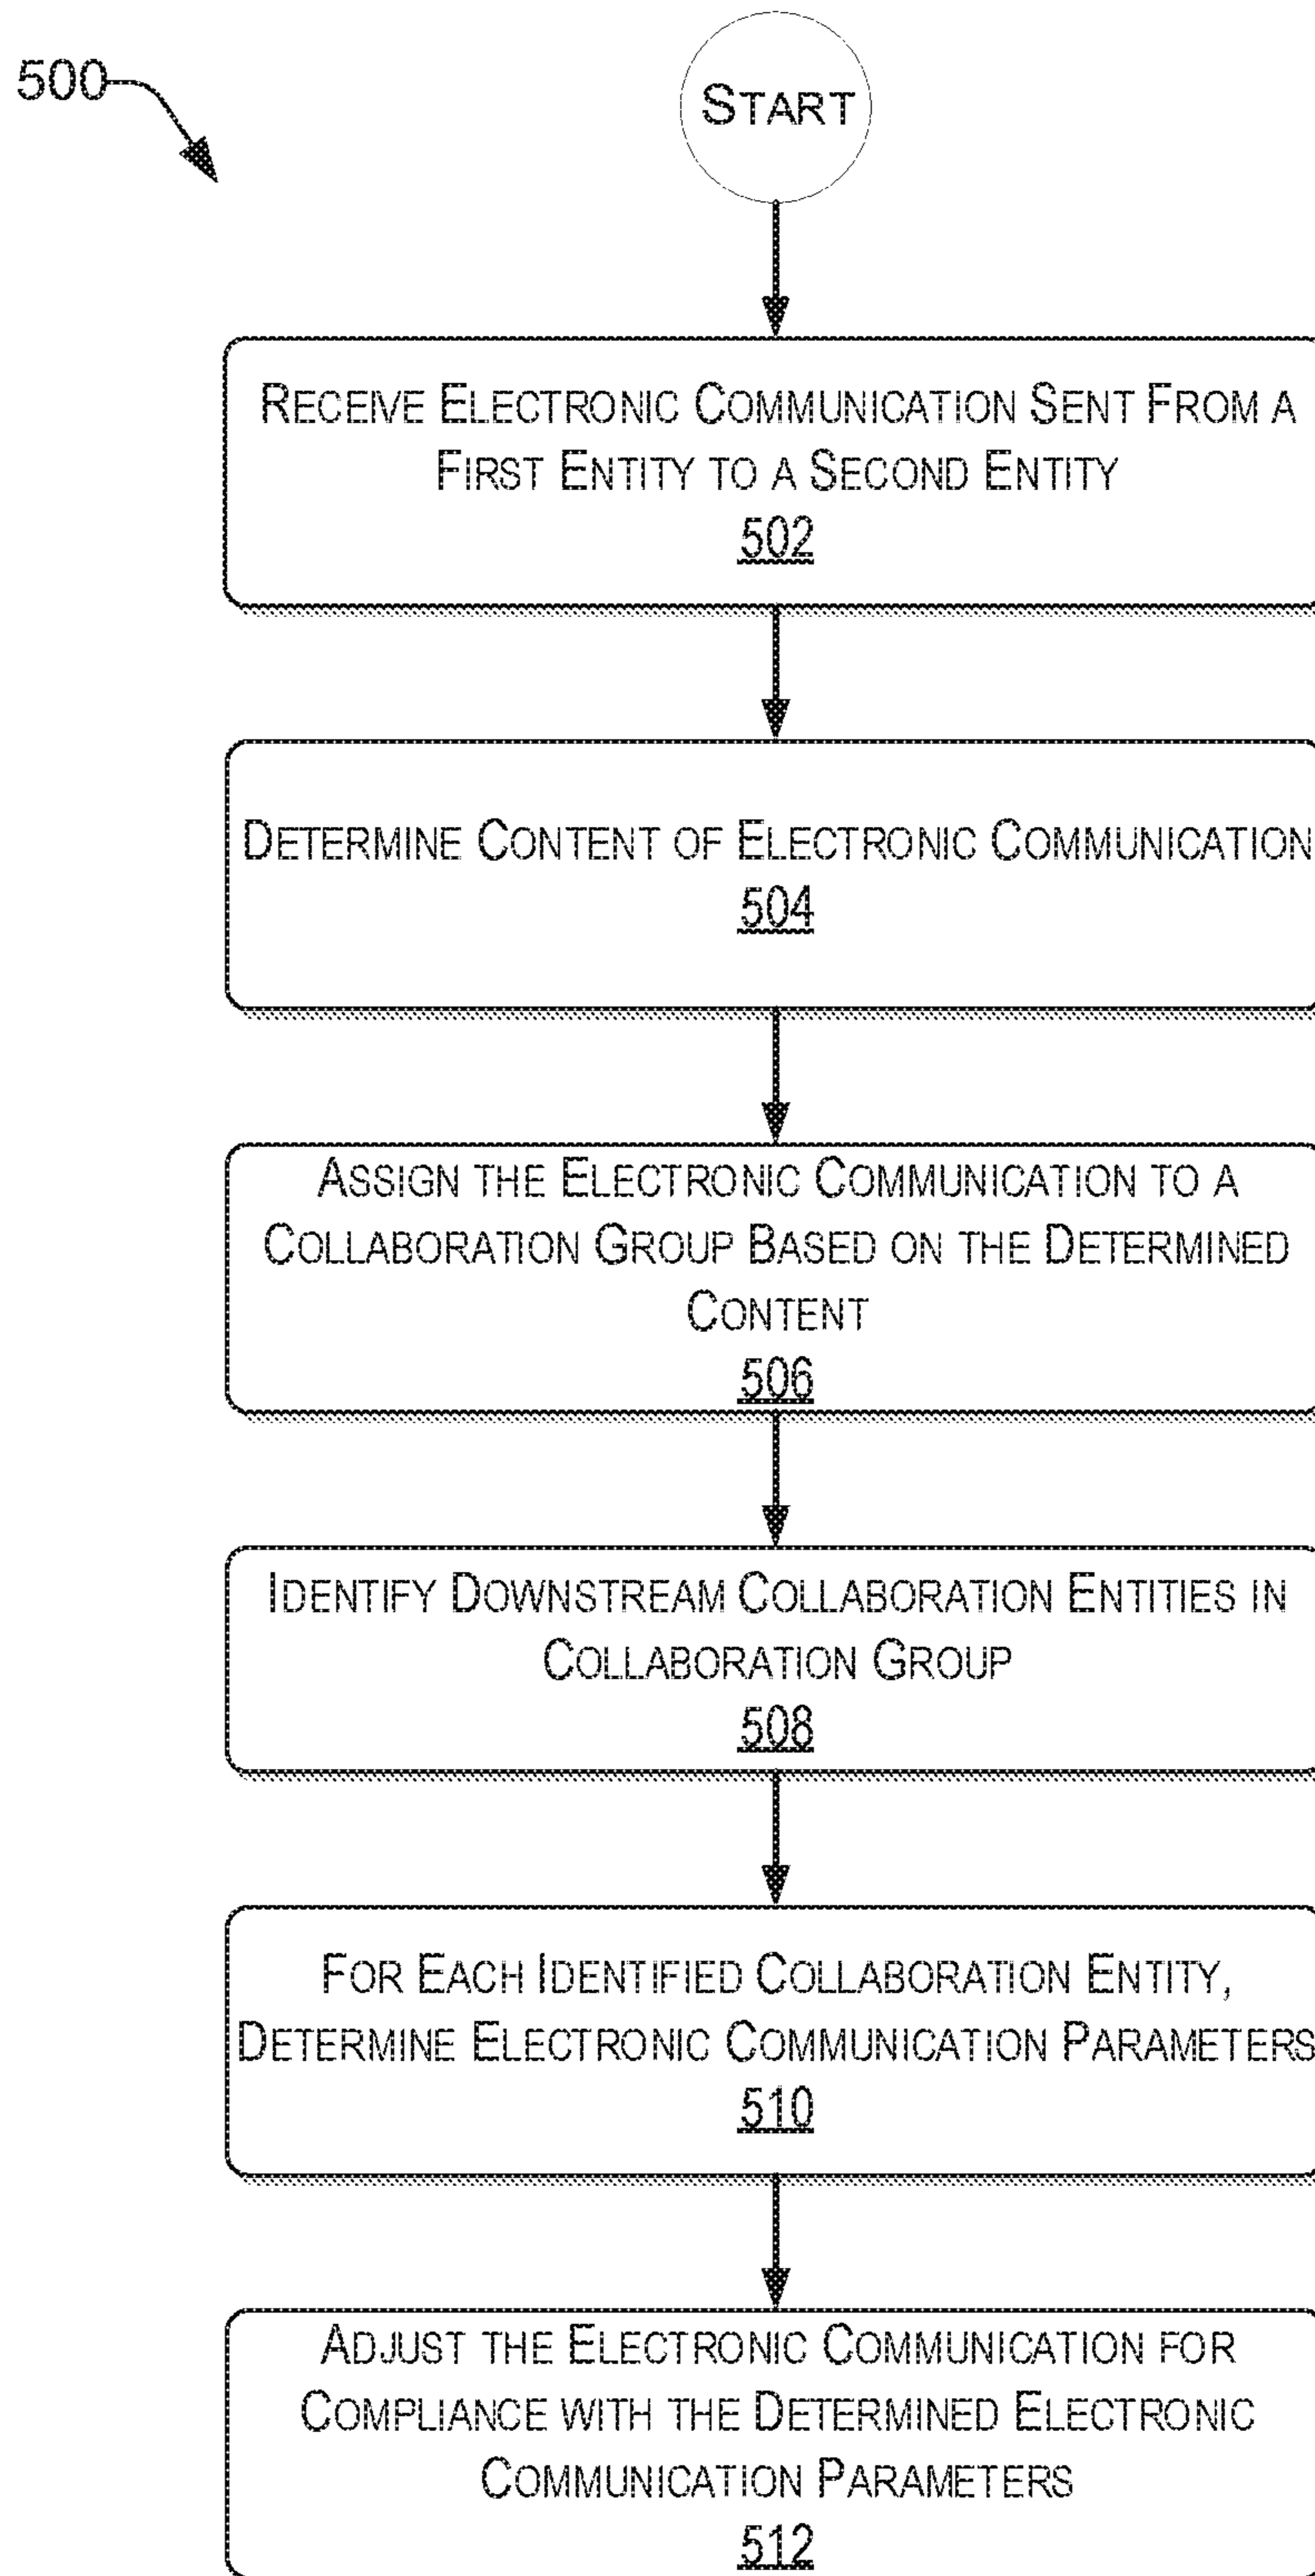 500
START
RECEIVE ELECTRONIC COMMUNICATION SENT FROM A
FIRST ENTITY TO A SECOND ENTITY
502
DETERMINE CONTENT OF ELECTRONIC COMMUNICATION
504
ASSIGN THE ELECTRONIC COMMUNICATION TO A
COLLABORATION GROUP BASED ON THE DETERMINED
CONTENT
506
IDENTIFY DOWNSTREAM COLLABORATION ENTITIES IN
COLLABORATION GROUP
508
FOR EACH IDENTIFIED COLLABORATION ENTITY,
DETERMINE ELECTRONIC COMMUNICATION PARAMETERS
510
ADJUST THE ELECTRONIC COMMUNICATION FOR
COMPLIANCE WITH THE DETERMINED ELECTRONIC
COMMUNICATION PARAMETERS
512